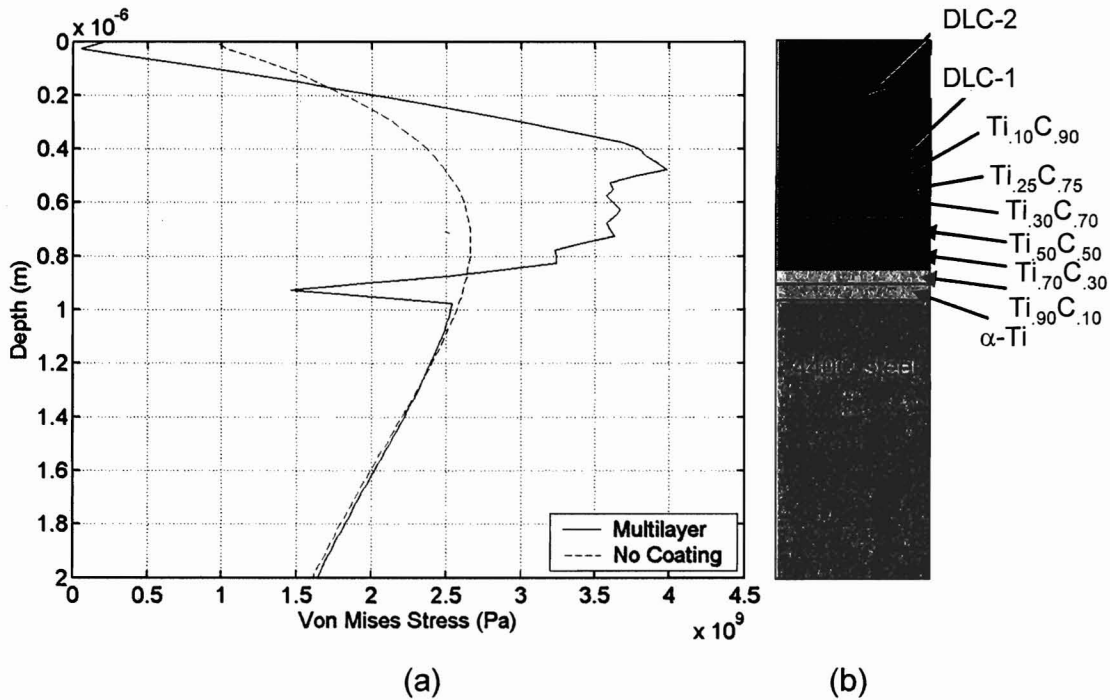 x 10⁻⁶
0
0.2
0.4
0.6
0.8
1
1.2
1.4
1.6
1.8
2
Depth (m)
0
0.5
1
1.5
2
2.5
3
3.5
4
4.5
Von Mises Stress (Pa)
x 10⁹
Multilayer
No Coating
(a)
DLC-2
DLC-1
Ti.10C.90
Ti.25C.75
Ti.30C.70
Ti.50C.50
Ti.70C.30
Ti.90C.10
α-Ti
steel
(b)